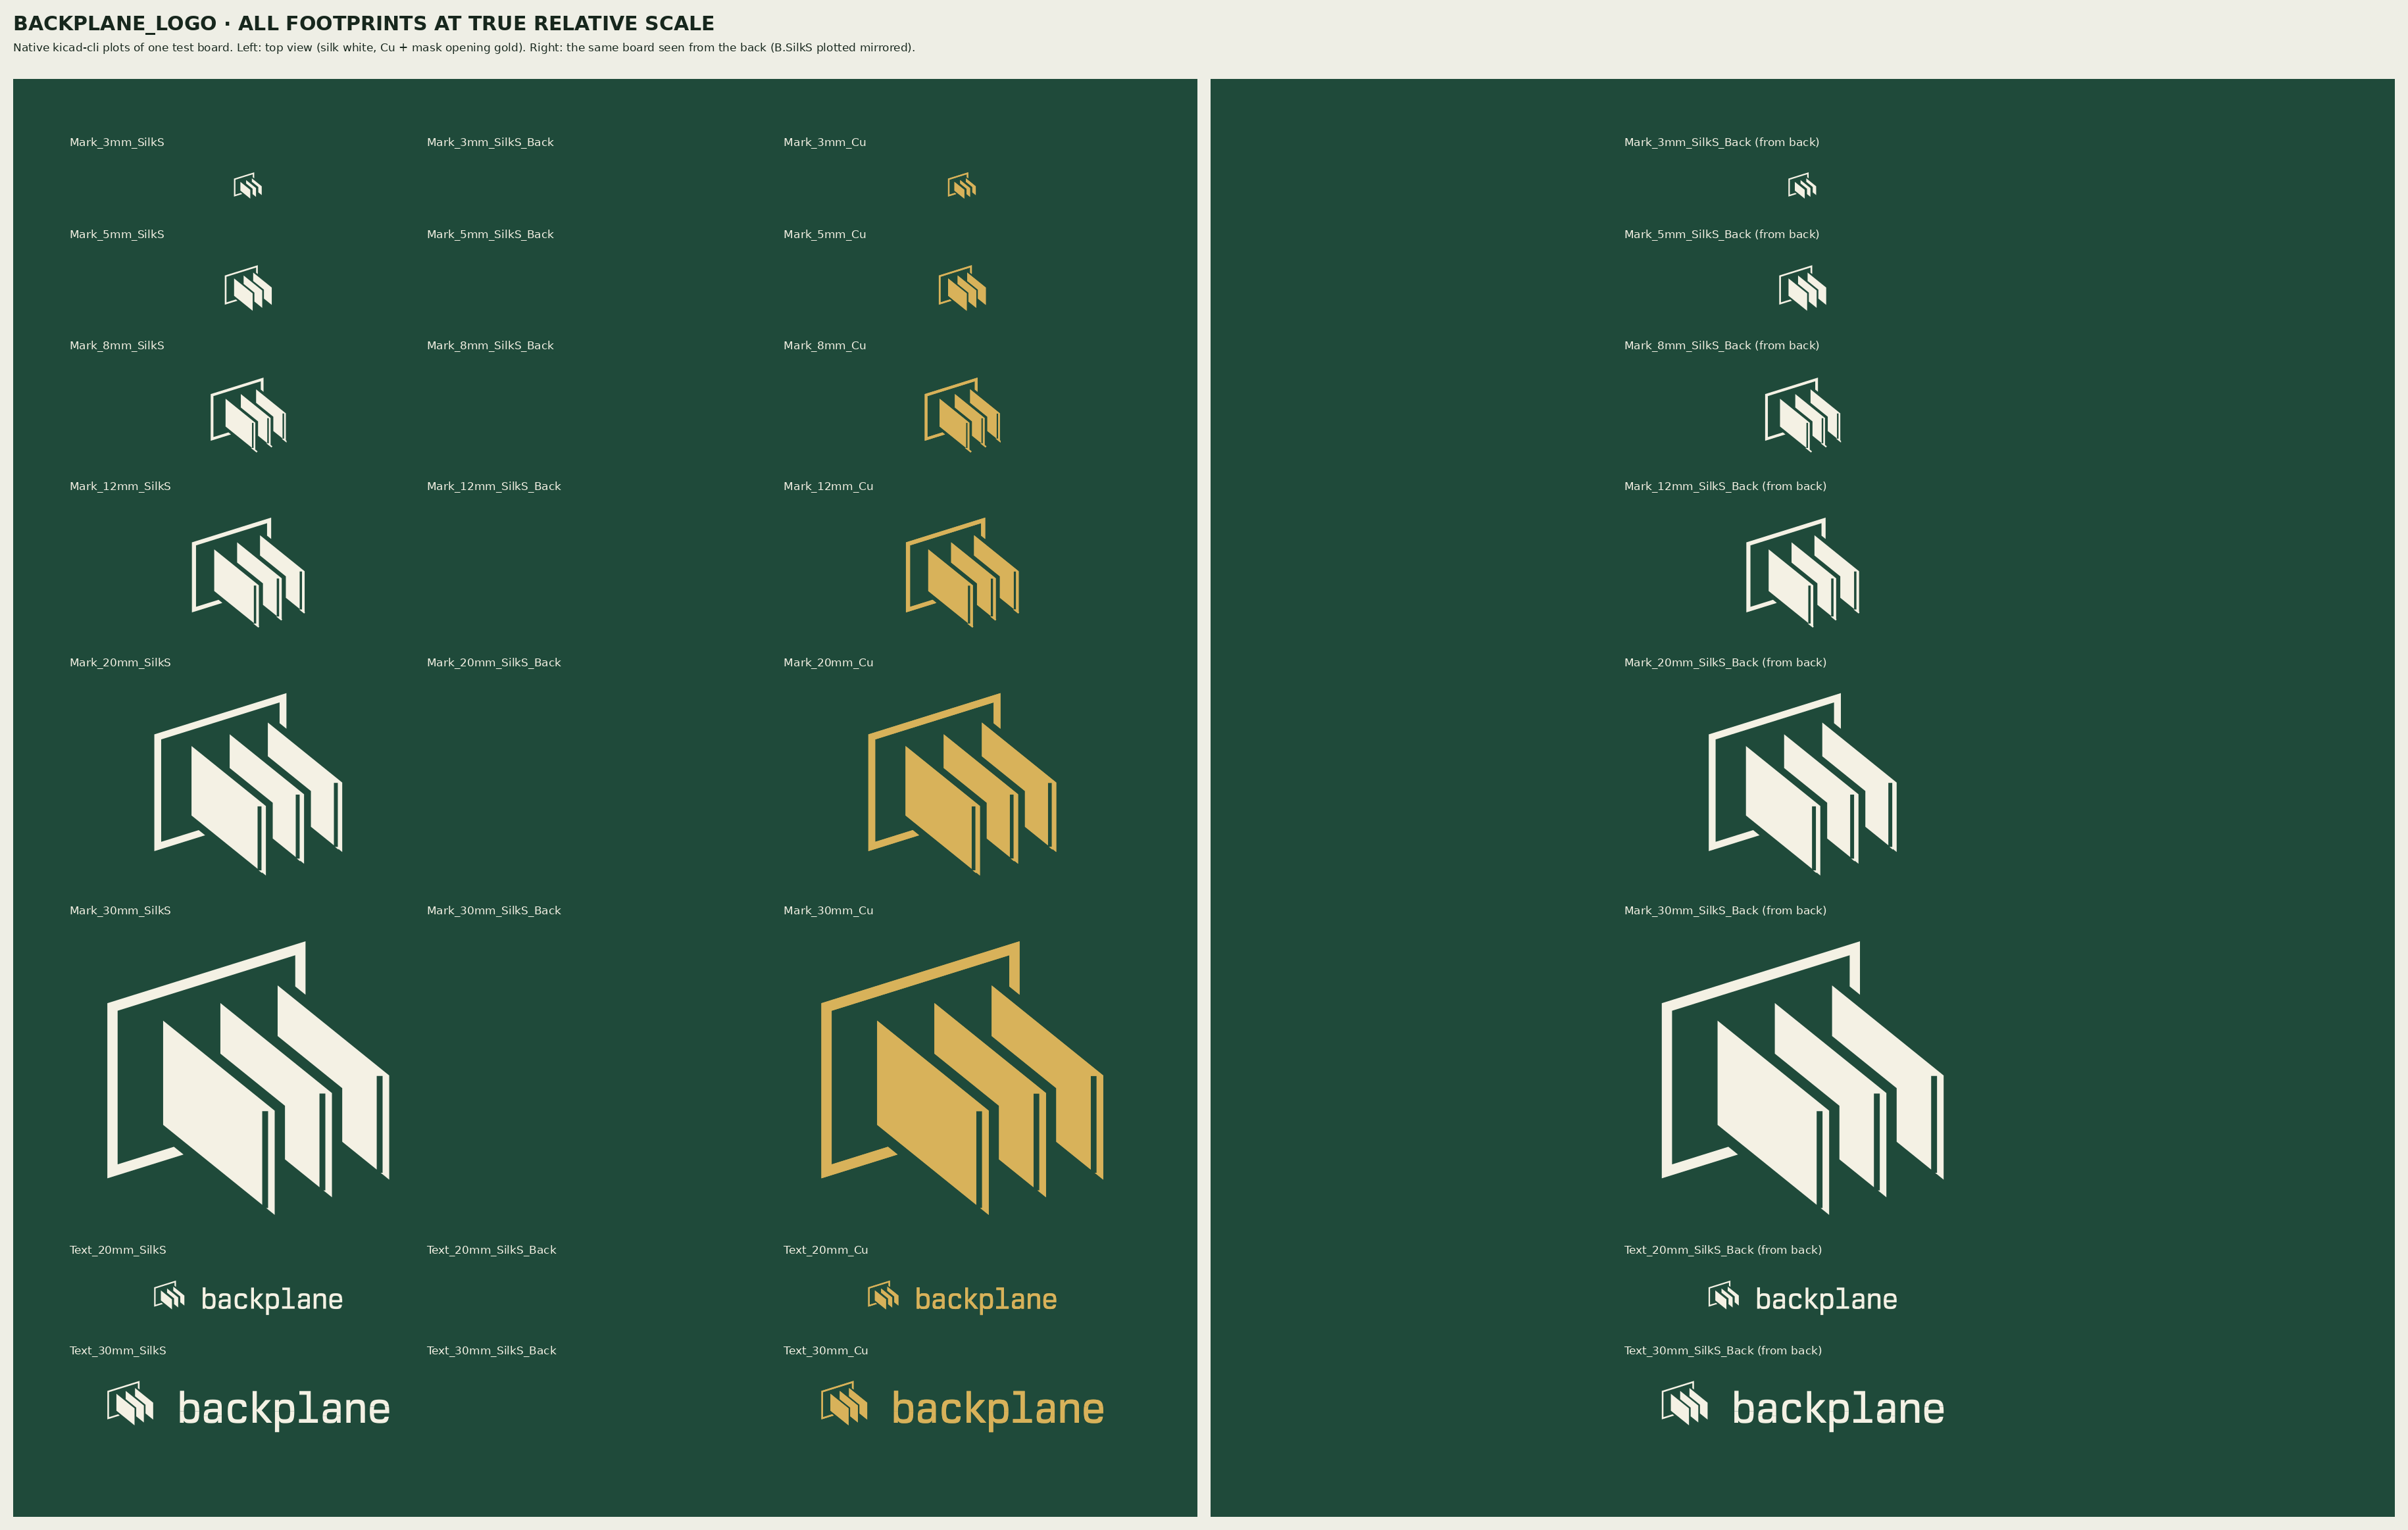 BACKPLANE_LOGO · ALL FOOTPRINTS AT TRUE RELATIVE SCALE
Native kicad-cli plots of one test board. Left: top view (silk white, Cu + mask opening gold). Right: the same board seen from the back (B.SilkS plotted mirrored).
Mark_3mm_SilkS Mark_3mm_SilkS_Back Mark_3mm_Cu Mark_3mm_SilkS_Back (from back)
Mark_5mm_SilkS Mark_5mm_SilkS_Back Mark_5mm_Cu Mark_5mm_SilkS_Back (from back)
Mark_8mm_SilkS Mark_8mm_SilkS_Back Mark_8mm_Cu Mark_8mm_SilkS_Back (from back)
Mark_12mm_SilkS Mark_12mm_SilkS_Back Mark_12mm_Cu Mark_12mm_SilkS_Back (from back)
Mark_20mm_SilkS Mark_20mm_SilkS_Back Mark_20mm_Cu Mark_20mm_SilkS_Back (from back)
Mark_30mm_SilkS Mark_30mm_SilkS_Back Mark_30mm_Cu Mark_30mm_SilkS_Back (from back)
Text_20mm_SilkS Text_20mm_SilkS_Back Text_20mm_Cu Text_20mm_SilkS_Back (from back)
backplane backplane backplane
Text_30mm_SilkS Text_30mm_SilkS_Back Text_30mm_Cu Text_30mm_SilkS_Back (from back)
backplane backplane backplane